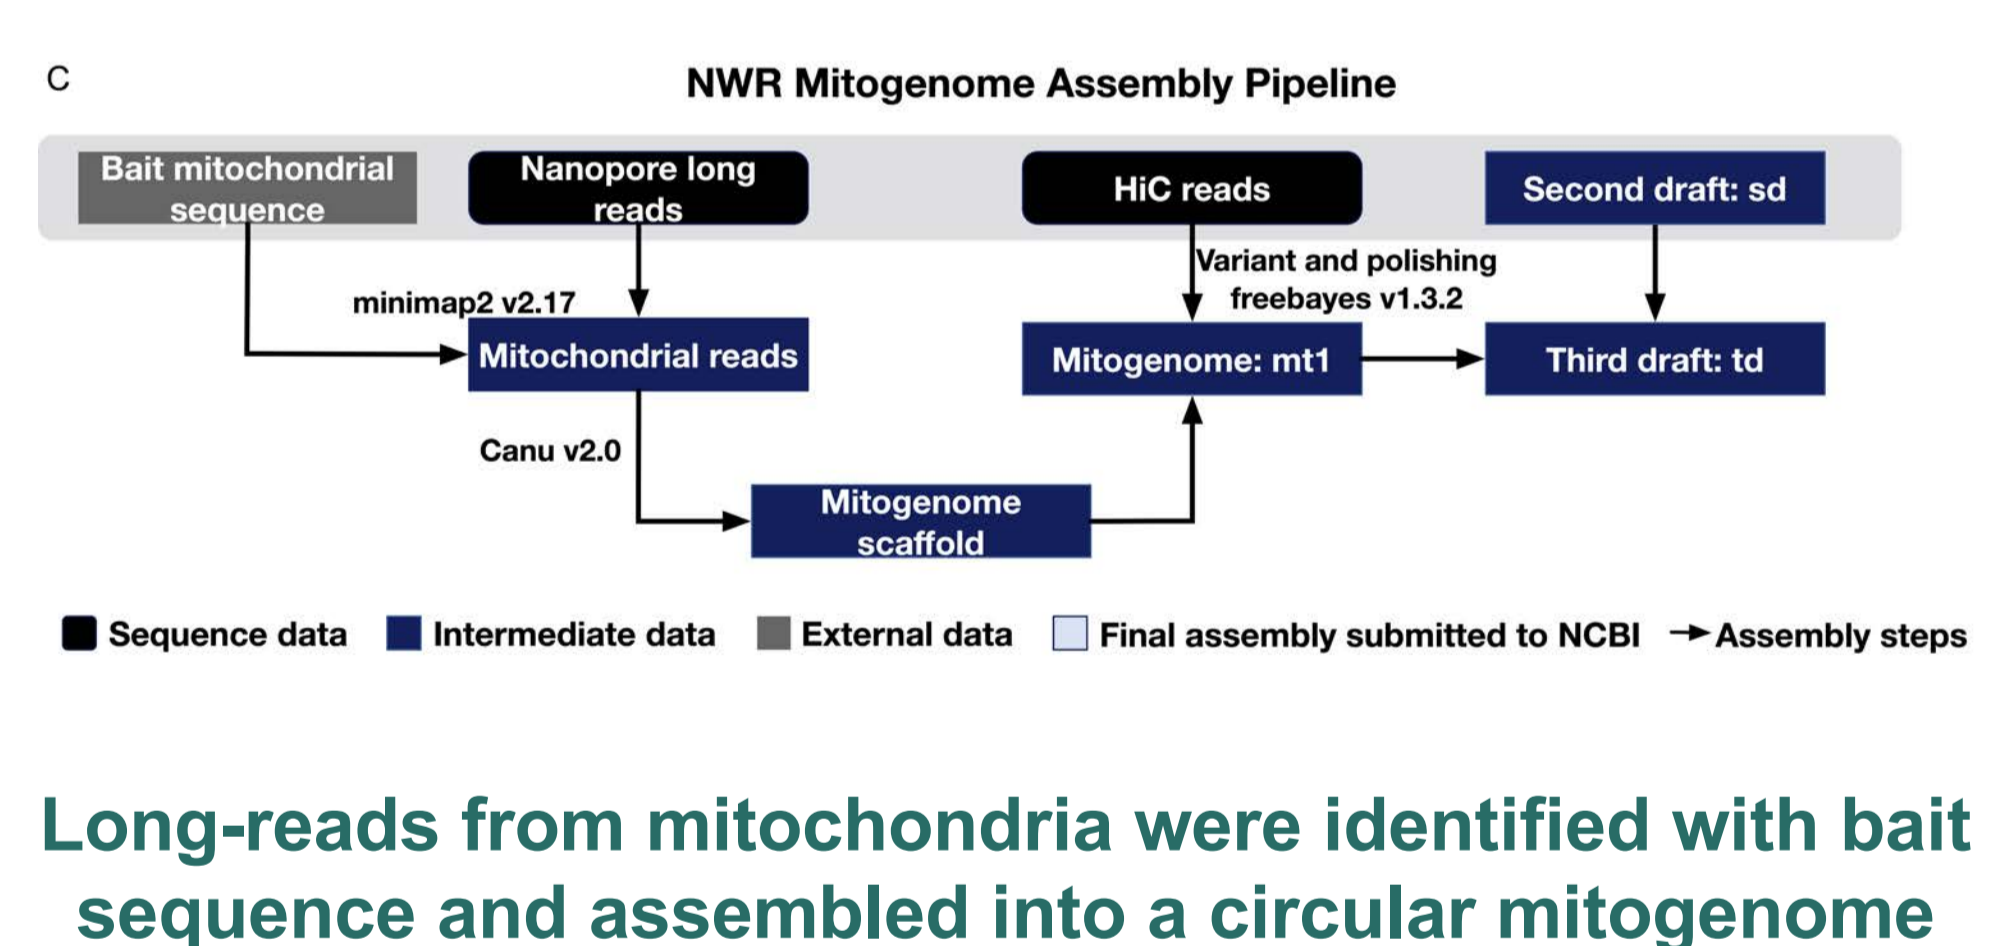 C
NWR Mitogenome Assembly Pipeline
Bait mitochondrial
sequence
Nanopore long
reads
HiC reads
Second draft: sd
Variant and polishing
freebayes v1.3.2
minimap2 v2.17
Mitochondrial reads
Mitogenome: mt1
Third draft: td
Canu v2.0
Mitogenome
scaffold
Sequence data
Intermediate data
External data
Final assembly submitted to NCBI
Assembly steps
Long-reads from mitochondria were identified with bait
sequence and assembled into a circular mitogenome